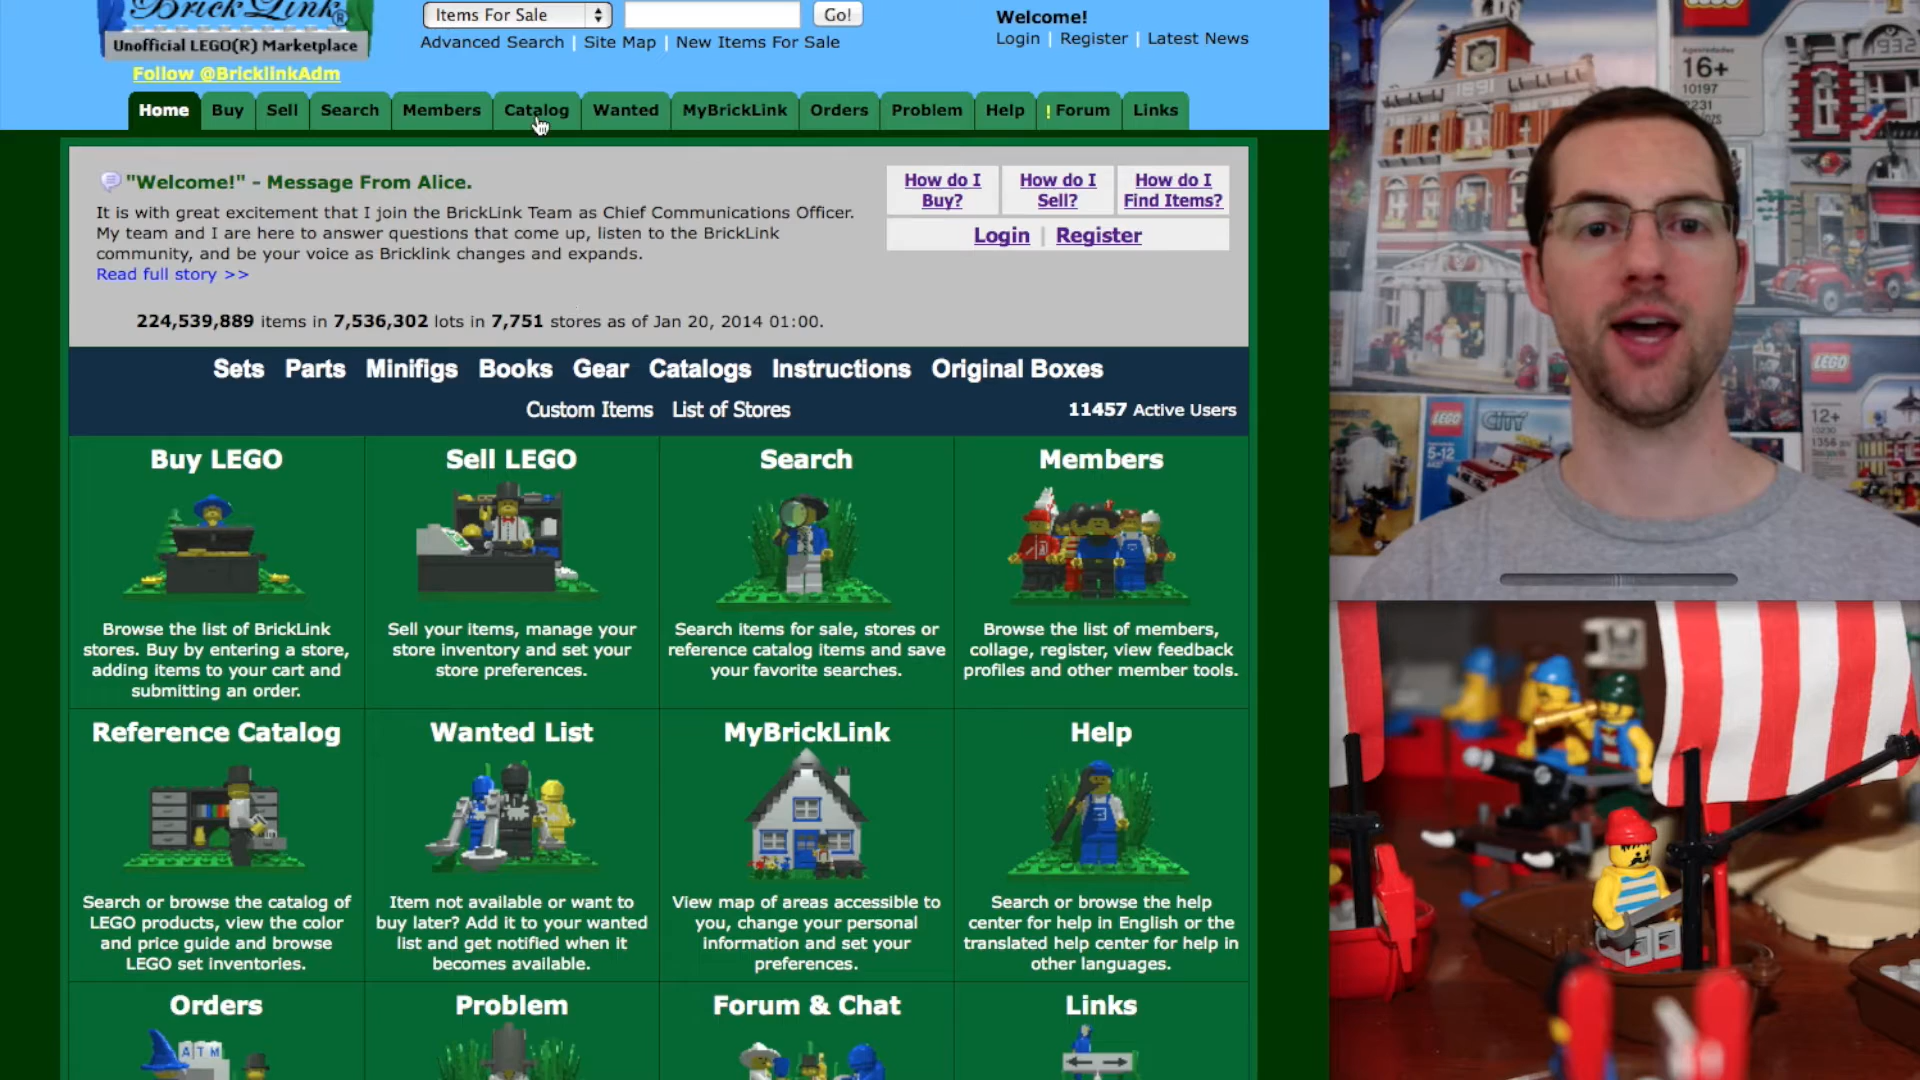 BrickLink®
Unofficial LEGO(R) Marketplace
Follow @BricklinkAdm
Items For Sale
Go!
Advanced Search | Site Map | New Items For Sale
Welcome!
Login | Register | Latest News
Home
Buy
Sell
Search
Members
Catalog
Wanted
MyBrickLink
Orders
Problem
Help
! Forum
Links
"Welcome!" - Message From Alice.
It is with great excitement that I join the BrickLink Team as Chief Communications Officer.
My team and I are here to answer questions that come up, listen to the BrickLink
community, and be your voice as Bricklink changes and expands.
Read full story >>
How do I
Buy?
How do I
Sell?
How do I
Find Items?
Login | Register
224,539,889 items in 7,536,302 lots in 7,751 stores as of Jan 20, 2014 01:00.
Sets Parts Minifigs Books Gear Catalogs Instructions Original Boxes
Custom Items List of Stores
11457 Active Users
Buy LEGO
Browse the list of BrickLink
stores. Buy by entering a store,
adding items to your cart and
submitting an order.
Sell LEGO
Sell your items, manage your
store inventory and set your
store preferences.
Search
Search items for sale, stores or
reference catalog items and save
your favorite searches.
Members
Browse the list of members,
collage, register, view feedback
profiles and other member tools.
Reference Catalog
Search or browse the catalog of
LEGO products, view the color
and price guide and browse
LEGO set inventories.
Wanted List
Item not available or want to
buy later? Add it to your wanted
list and get notified when it
becomes available.
MyBrickLink
View map of areas accessible to
you, change your personal
information and set your
preferences.
Help
Search or browse the help
center for help in English or the
translated help center for help in
other languages.
Orders
ATM
Problem
Forum & Chat
Links
1891
LEGO
Ages/edades
16+
10197
2231
1932
LEGO
CITY
5-12
LEGO
12+
10230